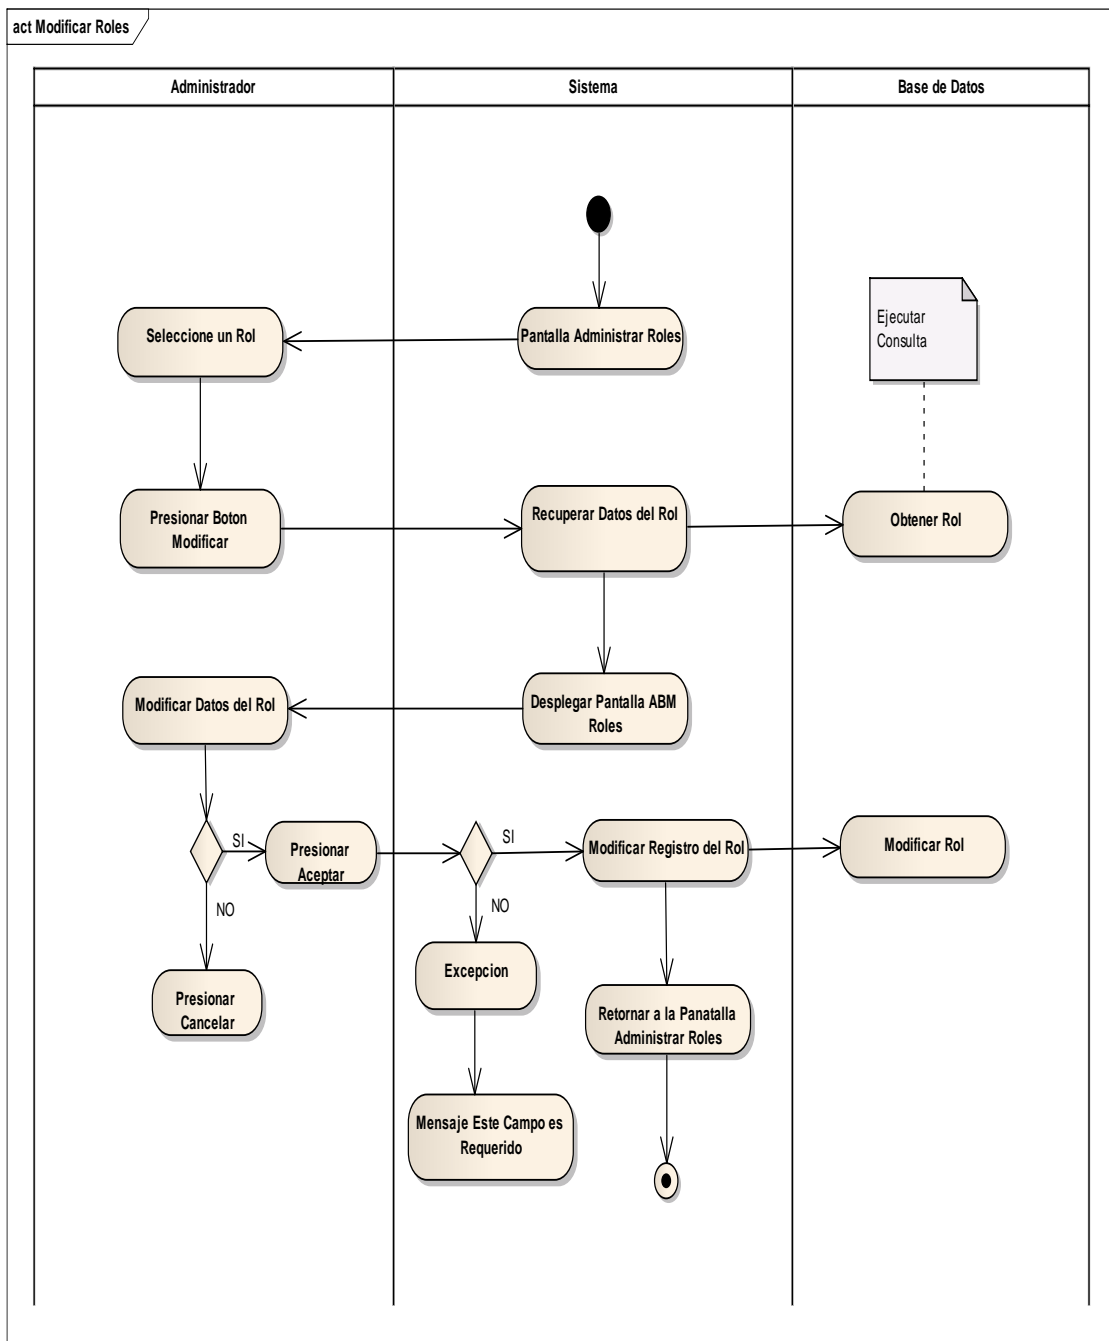 act Modificar Roles
Administrador
Sistema
Base de Datos
Seleccione un Rol
Pantalla Administrar Roles
Ejecutar
Consulta
Presionar Boton
Modificar
Recuperar Datos del Rol
Obtener Rol
Modificar Datos del Rol
Desplegar Pantalla ABM
Roles
SI
Presionar
Aceptar
SI
Modificar Registro del Rol
Modificar Rol
NO
NO
Presionar
Cancelar
Excepcion
Retornar a la Panatalla
Administrar Roles
Mensaje Este Campo es
Requerido